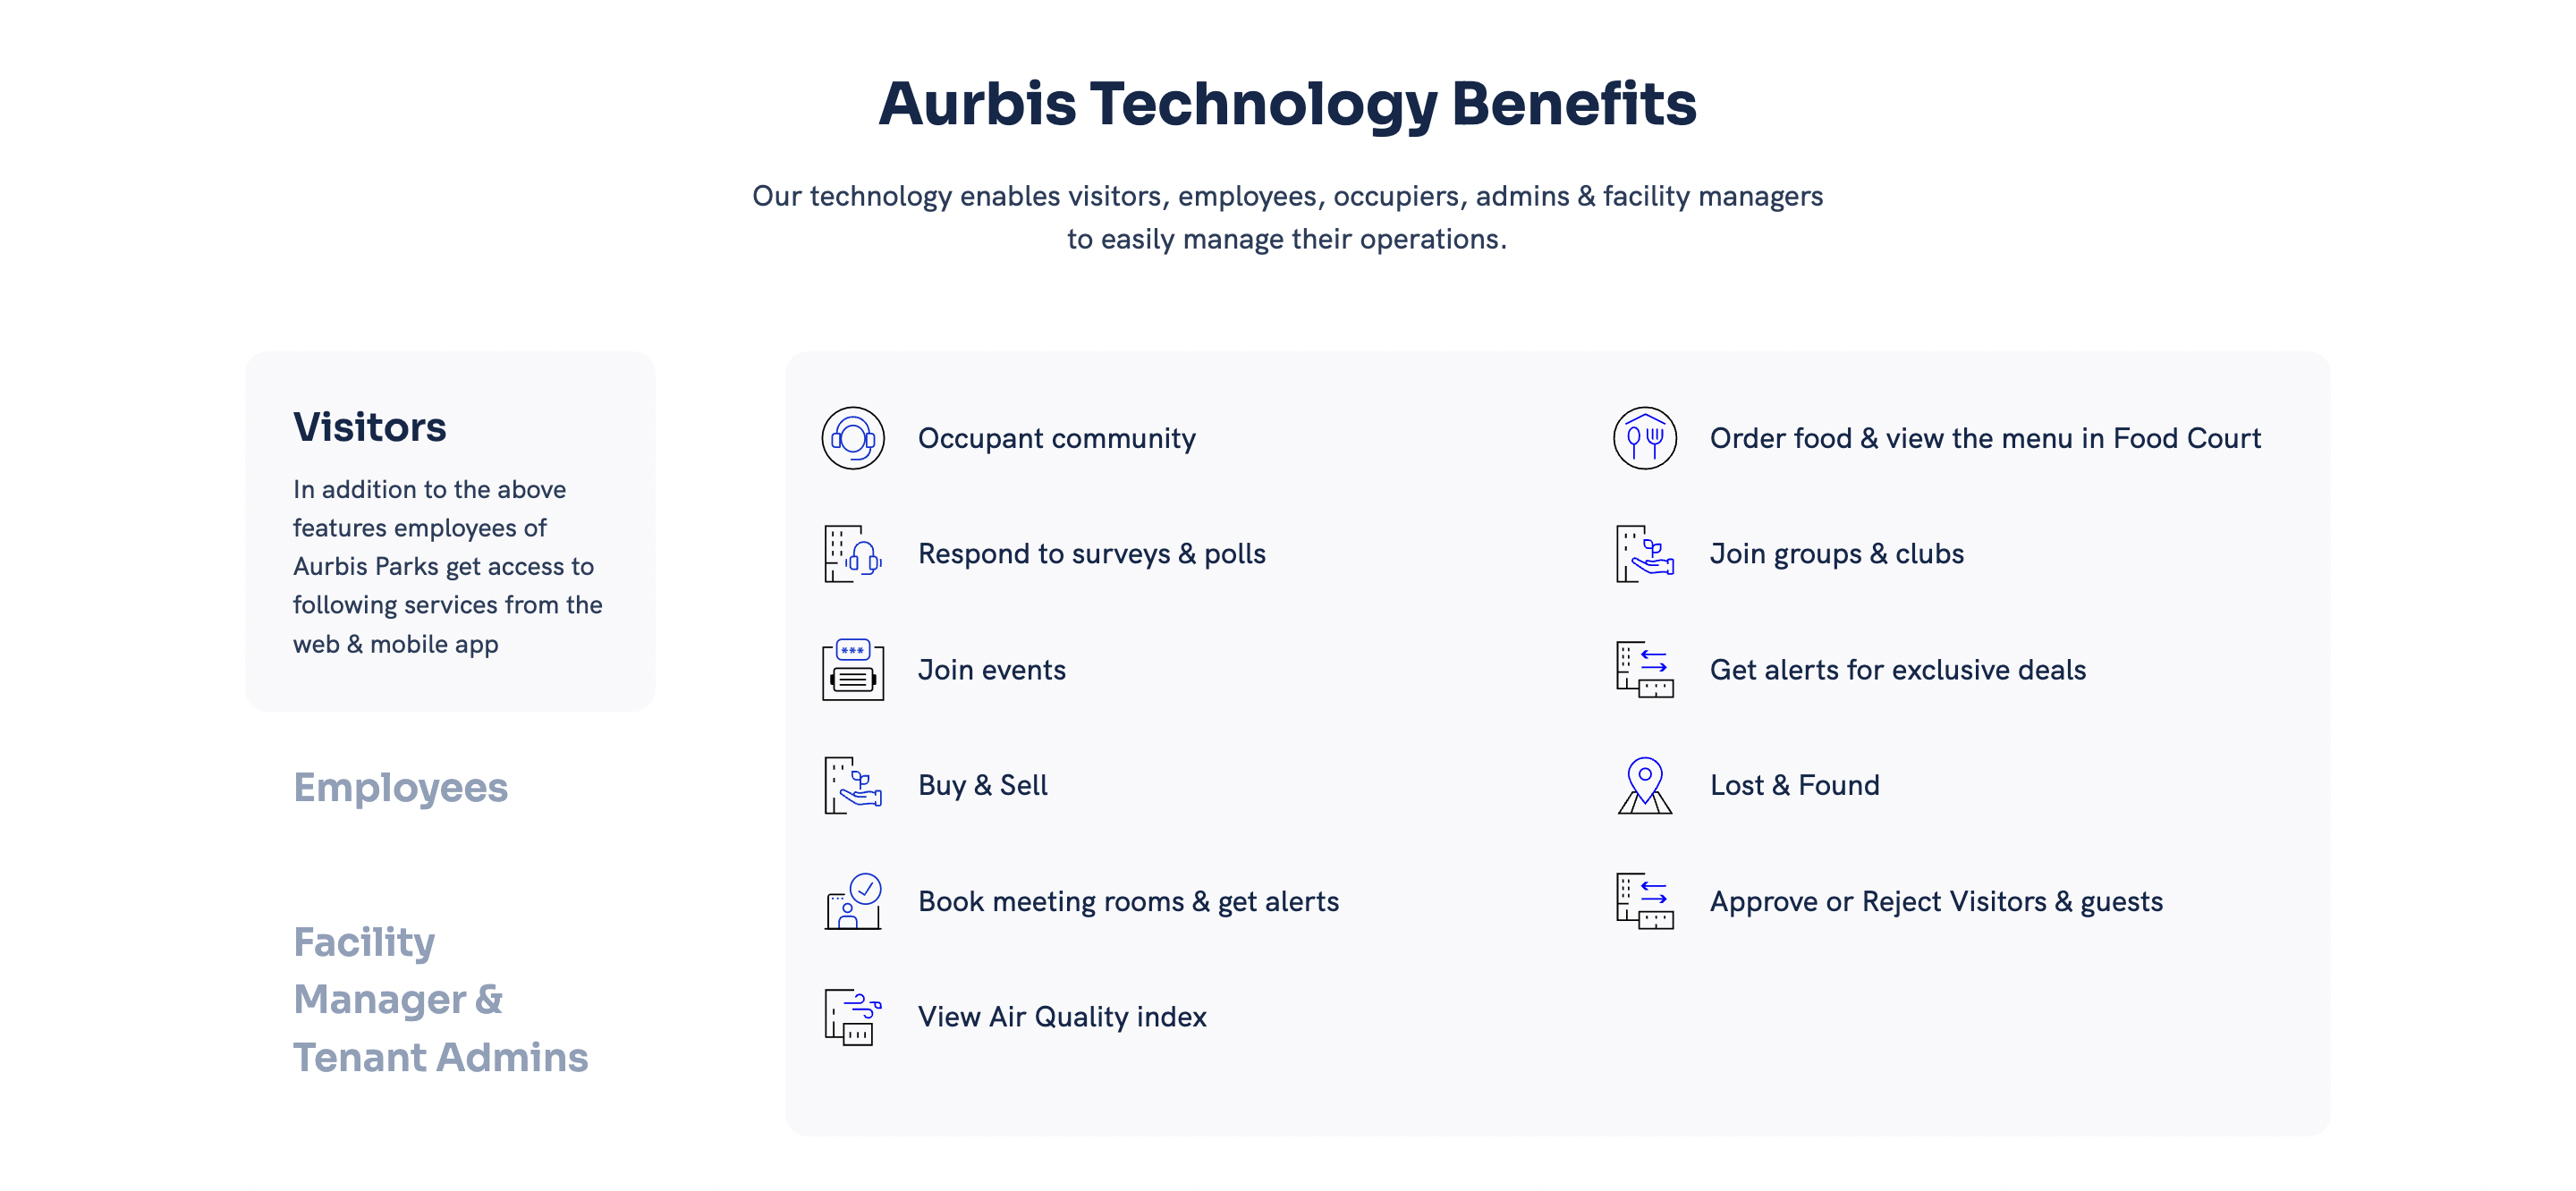 Aurbis Technology Benefits
Our technology enables visitors, employees, occupiers, admins & facility managers
to easily manage their operations.
Visitors
In addition to the above
features employees of
Aurbis Parks get access to
following services from the
web & mobile app
Employees
Facility
Manager &
Tenant Admins
Occupant community
Order food & view the menu in Food Court
Respond to surveys & polls
Join groups & clubs
***
Join events
Get alerts for exclusive deals
Buy & Sell
Lost & Found
Book meeting rooms & get alerts
Approve or Reject Visitors & guests
View Air Quality index